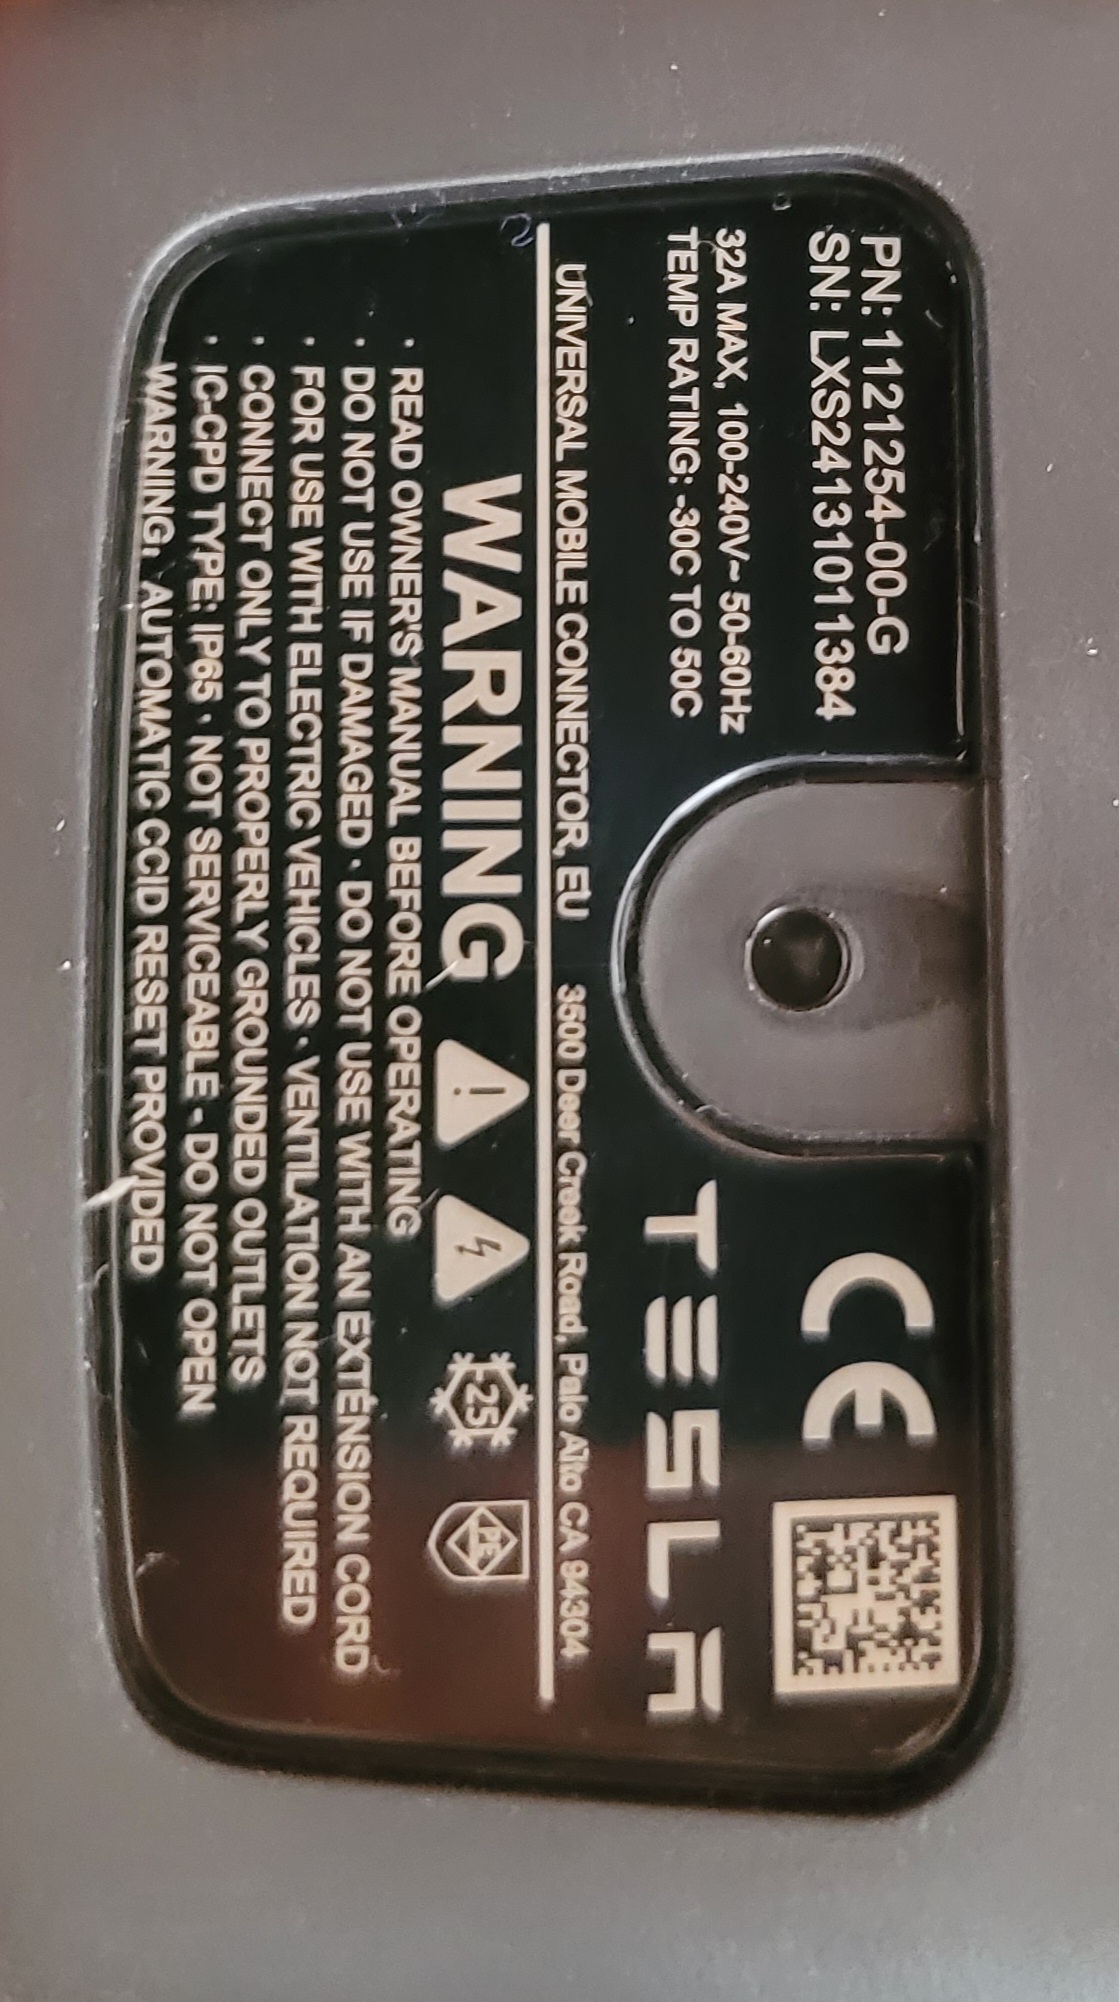 PN: 1121254-00-G
SN: LXS24131011384
32A MAX, 100-240V~ 50-60Hz
TEMP RATING: -30C TO 50C
CE
TESLA
UNIVERSAL MOBILE CONNECTOR, EU 3500 Deer Creek Road, Palo Alto CA 94304
WARNING
-25
PE
· READ OWNER'S MANUAL BEFORE OPERATING
· DO NOT USE IF DAMAGED · DO NOT USE WITH AN EXTENSION CORD
· FOR USE WITH ELECTRIC VEHICLES · VENTILATION NOT REQUIRED
· CONNECT ONLY TO PROPERLY GROUNDED OUTLETS
· IC-CPD TYPE: IP65 · NOT SERVICEABLE - DO NOT OPEN
WARNING: AUTOMATIC CCID RESET PROVIDED